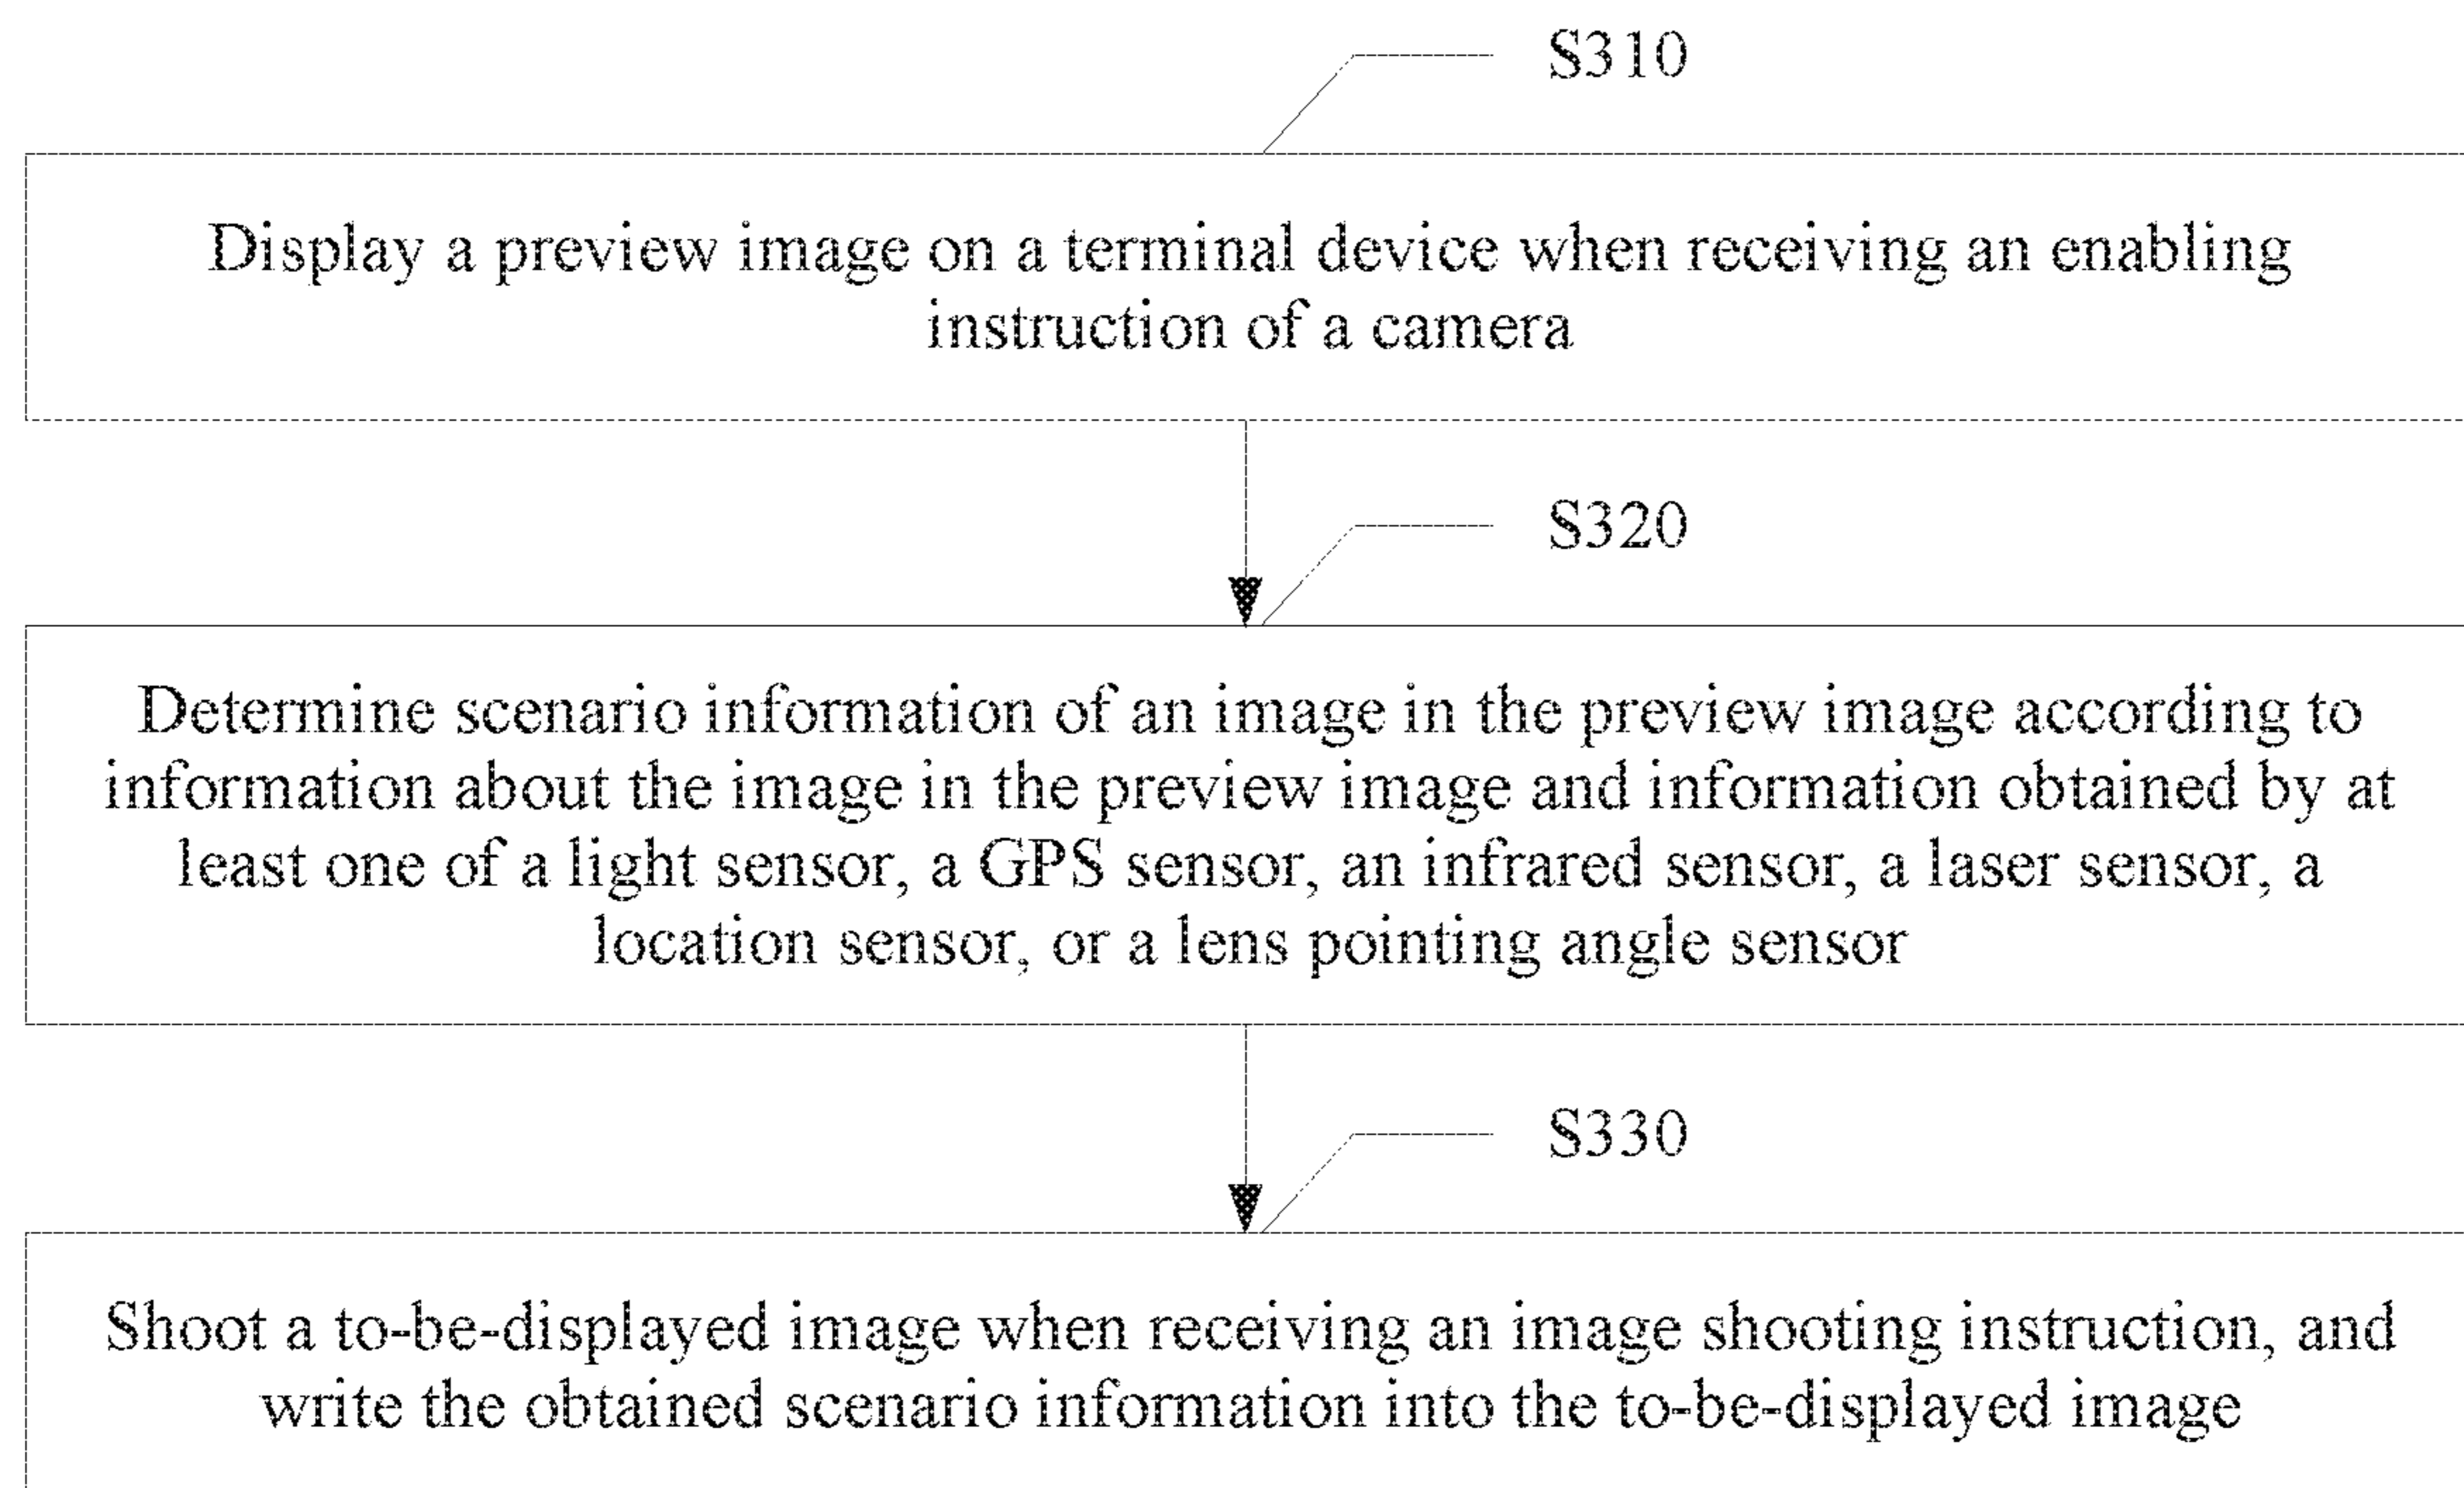 S310
Display a preview image on a terminal device when receiving an enabling
instruction of a camera
S320
Determine scenario information of an image in the preview image according to
information about the image in the preview image and information obtained by at
least one of a light sensor, a GPS sensor, an infrared sensor, a laser sensor, a
location sensor, or a lens pointing angle sensor
S330
Shoot a to-be-displayed image when receiving an image shooting instruction, and
write the obtained scenario information into the to-be-displayed image